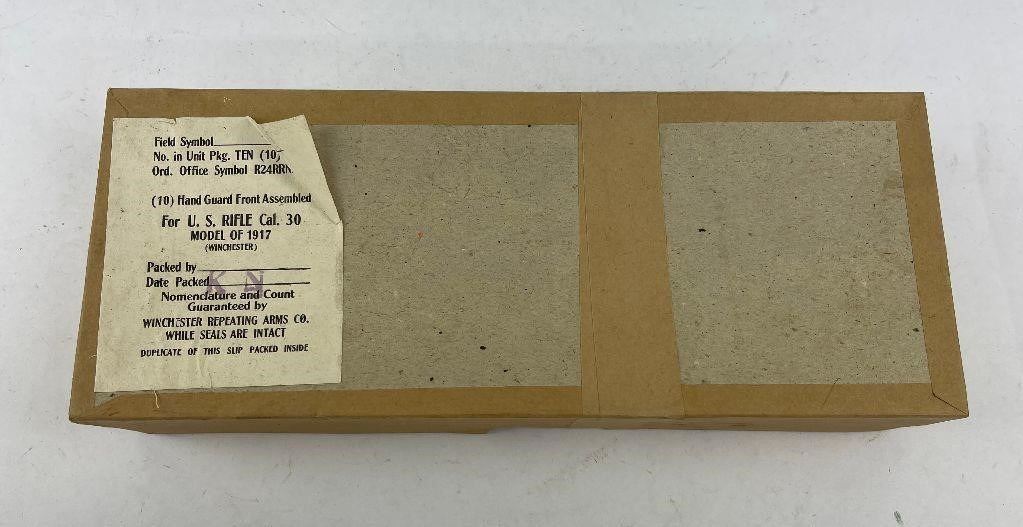 Field Symbol
No. in Unit Pkg. TEN (10)
Ord. Office Symbol R24RRN.
(10) Hand Guard Front Assembled
For U. S. RIFLE Cal. 30
MODEL OF 1917
(WINCHESTER)
Packed by
Date Packed
K N
Nomenclature and Count
Guaranteed by
WINCHESTER REPEATING ARMS CO.
WHILE SEALS ARE INTACT
DUPLICATE OF THIS SLIP PACKED INSIDE